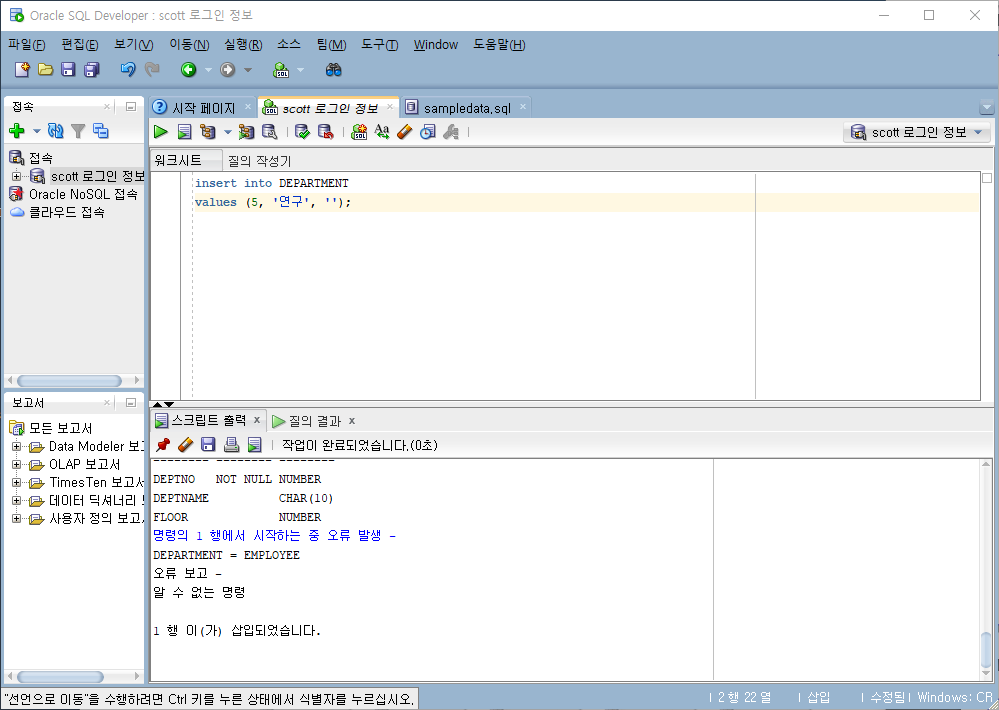 Oracle SQL Developer : scott 로그인 정보
파일(F) 편집(E) 보기(V) 이동(N) 실행(R) 소스 팀(M) 도구(T) Window 도움말(H)
접속
접속
scott 로그인 정보
Oracle NoSQL 접속
클라우드 접속
보고서
모든 보고서
Data Modeler 보고
OLAP 보고서
TimesTen 보고서
데이터 딕셔너리
사용자 정의 보고서
시작 페이지 scott 로그인 정보 sampledata.sql
scott 로그인 정보
워크시트 질의 작성기
insert into DEPARTMENT
values (5, '연구', '');
스크립트 출력 질의 결과
작업이 완료되었습니다.(0초)
-------- -------- --------
DEPTNO NOT NULL NUMBER
DEPTNAME CHAR(10)
FLOOR NUMBER
명령의 1 행에서 시작하는 중 오류 발생 -
DEPARTMENT = EMPLOYEE
오류 보고 -
알 수 없는 명령
1 행 이(가) 삽입되었습니다.
"선언으로 이동"을 수행하려면 Ctrl 키를 누른 상태에서 식별자를 누르십시오.
2 행 22 열 삽입 수정됨 Windows: CR